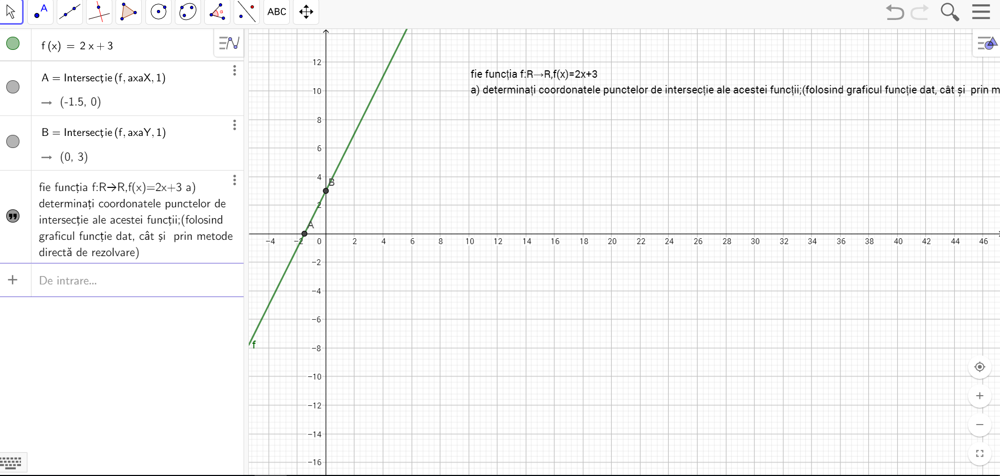 A
α
ABC
f (x) = 2 x + 3
A = Intersecție (f, axaX, 1)
→ (-1.5, 0)
B = Intersecție (f, axaY, 1)
→ (0, 3)
fie funcția f:R→R,f(x)=2x+3 a)
determinați coordonatele punctelor de
intersecție ale acestei funcții;(folosind
graficul funcție dat, cât și  prin metode
directă de rezolvare)
+ De intrare...
fie funcția f:R→R,f(x)=2x+3
a) determinați coordonatele punctelor de intersecție ale acestei funcții;(folosind graficul funcție dat, cât și  prin m
12
10
8
6
4
B
2
A
−4 −2 0 2 4 6 8 10 12 14 16 18 20 22 24 26 28 30 32 34 36 38 40 42 44 46
−2
−4
−6
f
−8
−10
−12
−14
−16